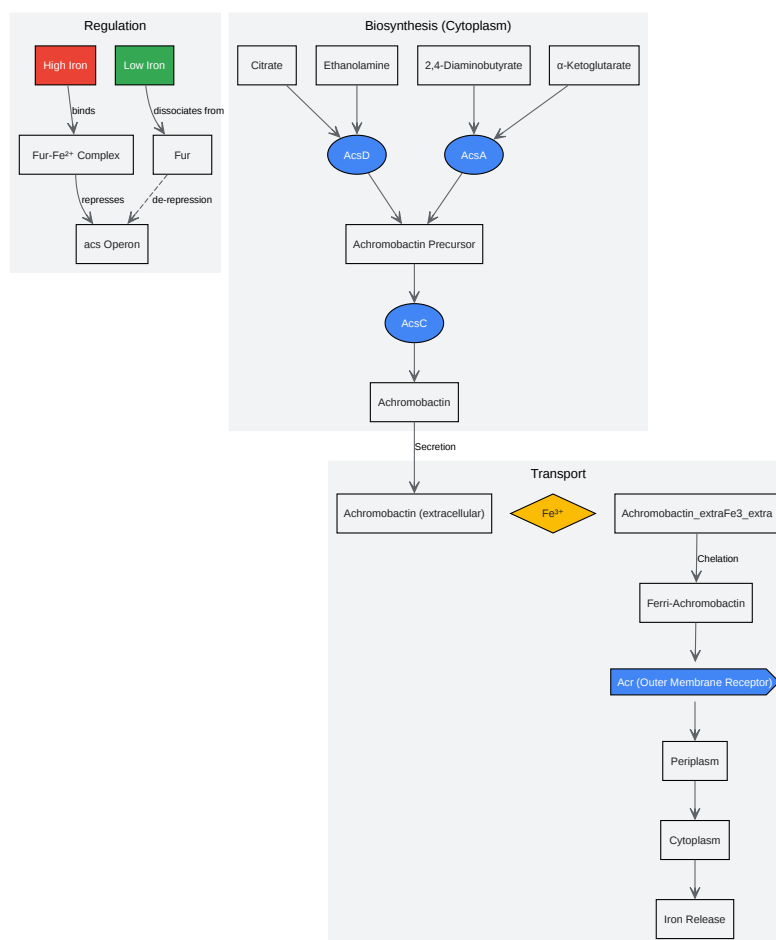 Regulation
High Iron
Low Iron
binds
dissociates from
Fur-Fe²⁺ Complex
Fur
represses
de-repression
acs Operon
Biosynthesis (Cytoplasm)
Citrate
Ethanolamine
2,4-Diaminobutyrate
α-Ketoglutarate
AcsD
AcsA
Achromobactin Precursor
AcsC
Achromobactin
Secretion
Transport
Achromobactin (extracellular)
Fe³⁺
Achromobactin_extraFe3_extra
Chelation
Ferri-Achromobactin
Acr (Outer Membrane Receptor)
Periplasm
Cytoplasm
Iron Release